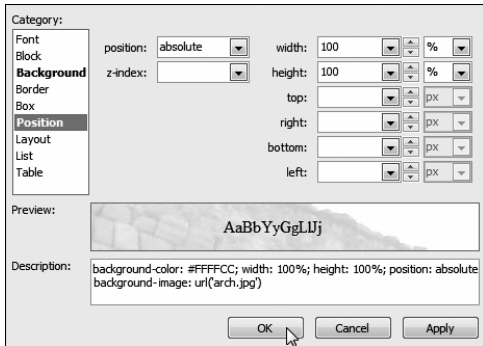 Category:
Font
Block
Background
Border
Box
Position
Layout
List
Table
position: absolute
z-index:
width: 100 %
height: 100 %
top: px
right: px
bottom: px
left: px
Preview:
AaBbYyGgLlJj
Description:
background-color: #FFFFCC; width: 100%; height: 100%; position: absolute
background-image: url('arch.jpg')
OK Cancel Apply